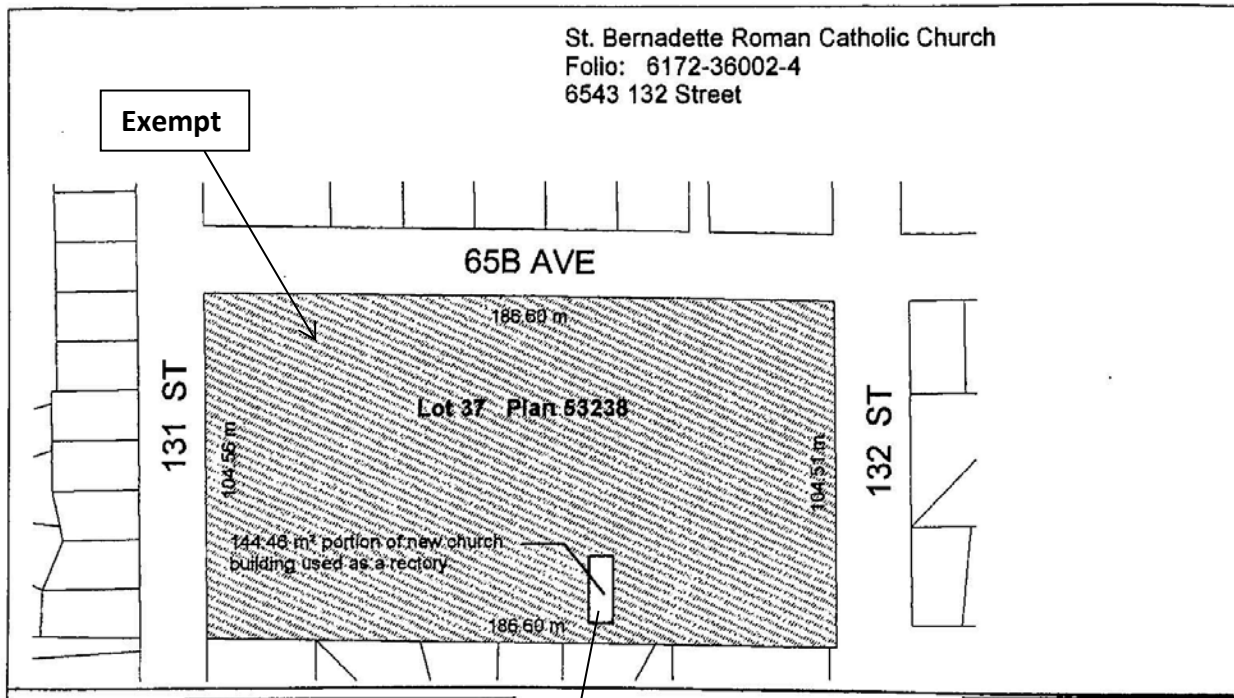 St. Bernadette Roman Catholic Church
Folio: 6172-36002-4
6543 132 Street
Exempt
65B AVE
186.60 m
131 ST
104.56 m
Lot 37 Plan 53238
104.51 m
132 ST
144.46 m² portion of new church
building used as a rectory
186.60 m